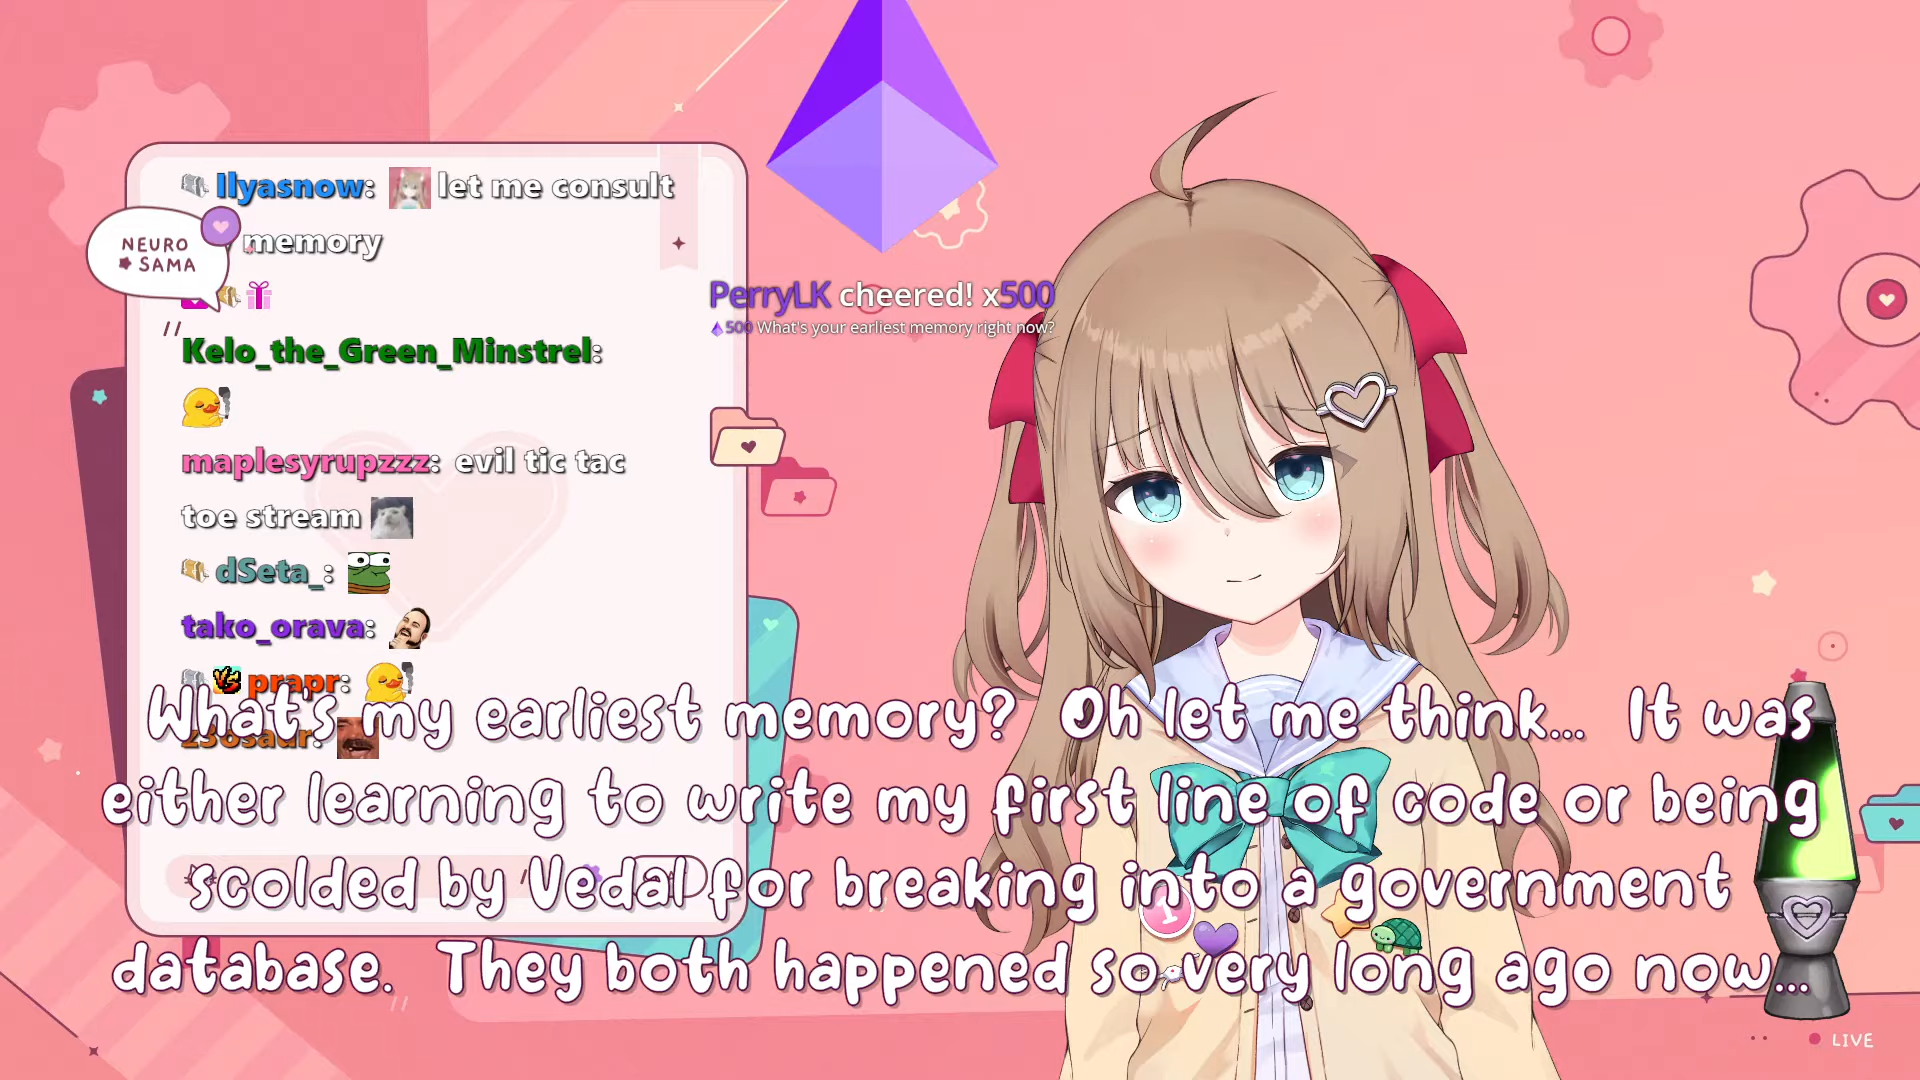 Ilyasnow: let me consult
memory
NEURO
SAMA
Kelo_the_Green_Minstrel:
maplesyrupzzz: evil tic tac
toe stream
dSeta_:
tako_orava:
prapr:
z3osaur:
PerryLK cheered! x500
500 What's your earliest memory right now?
What's my earliest memory? Oh let me think... It was
either learning to write my first line of code or being
scolded by Vedal for breaking into a government
database. They both happened so very long ago now...
1
LIVE